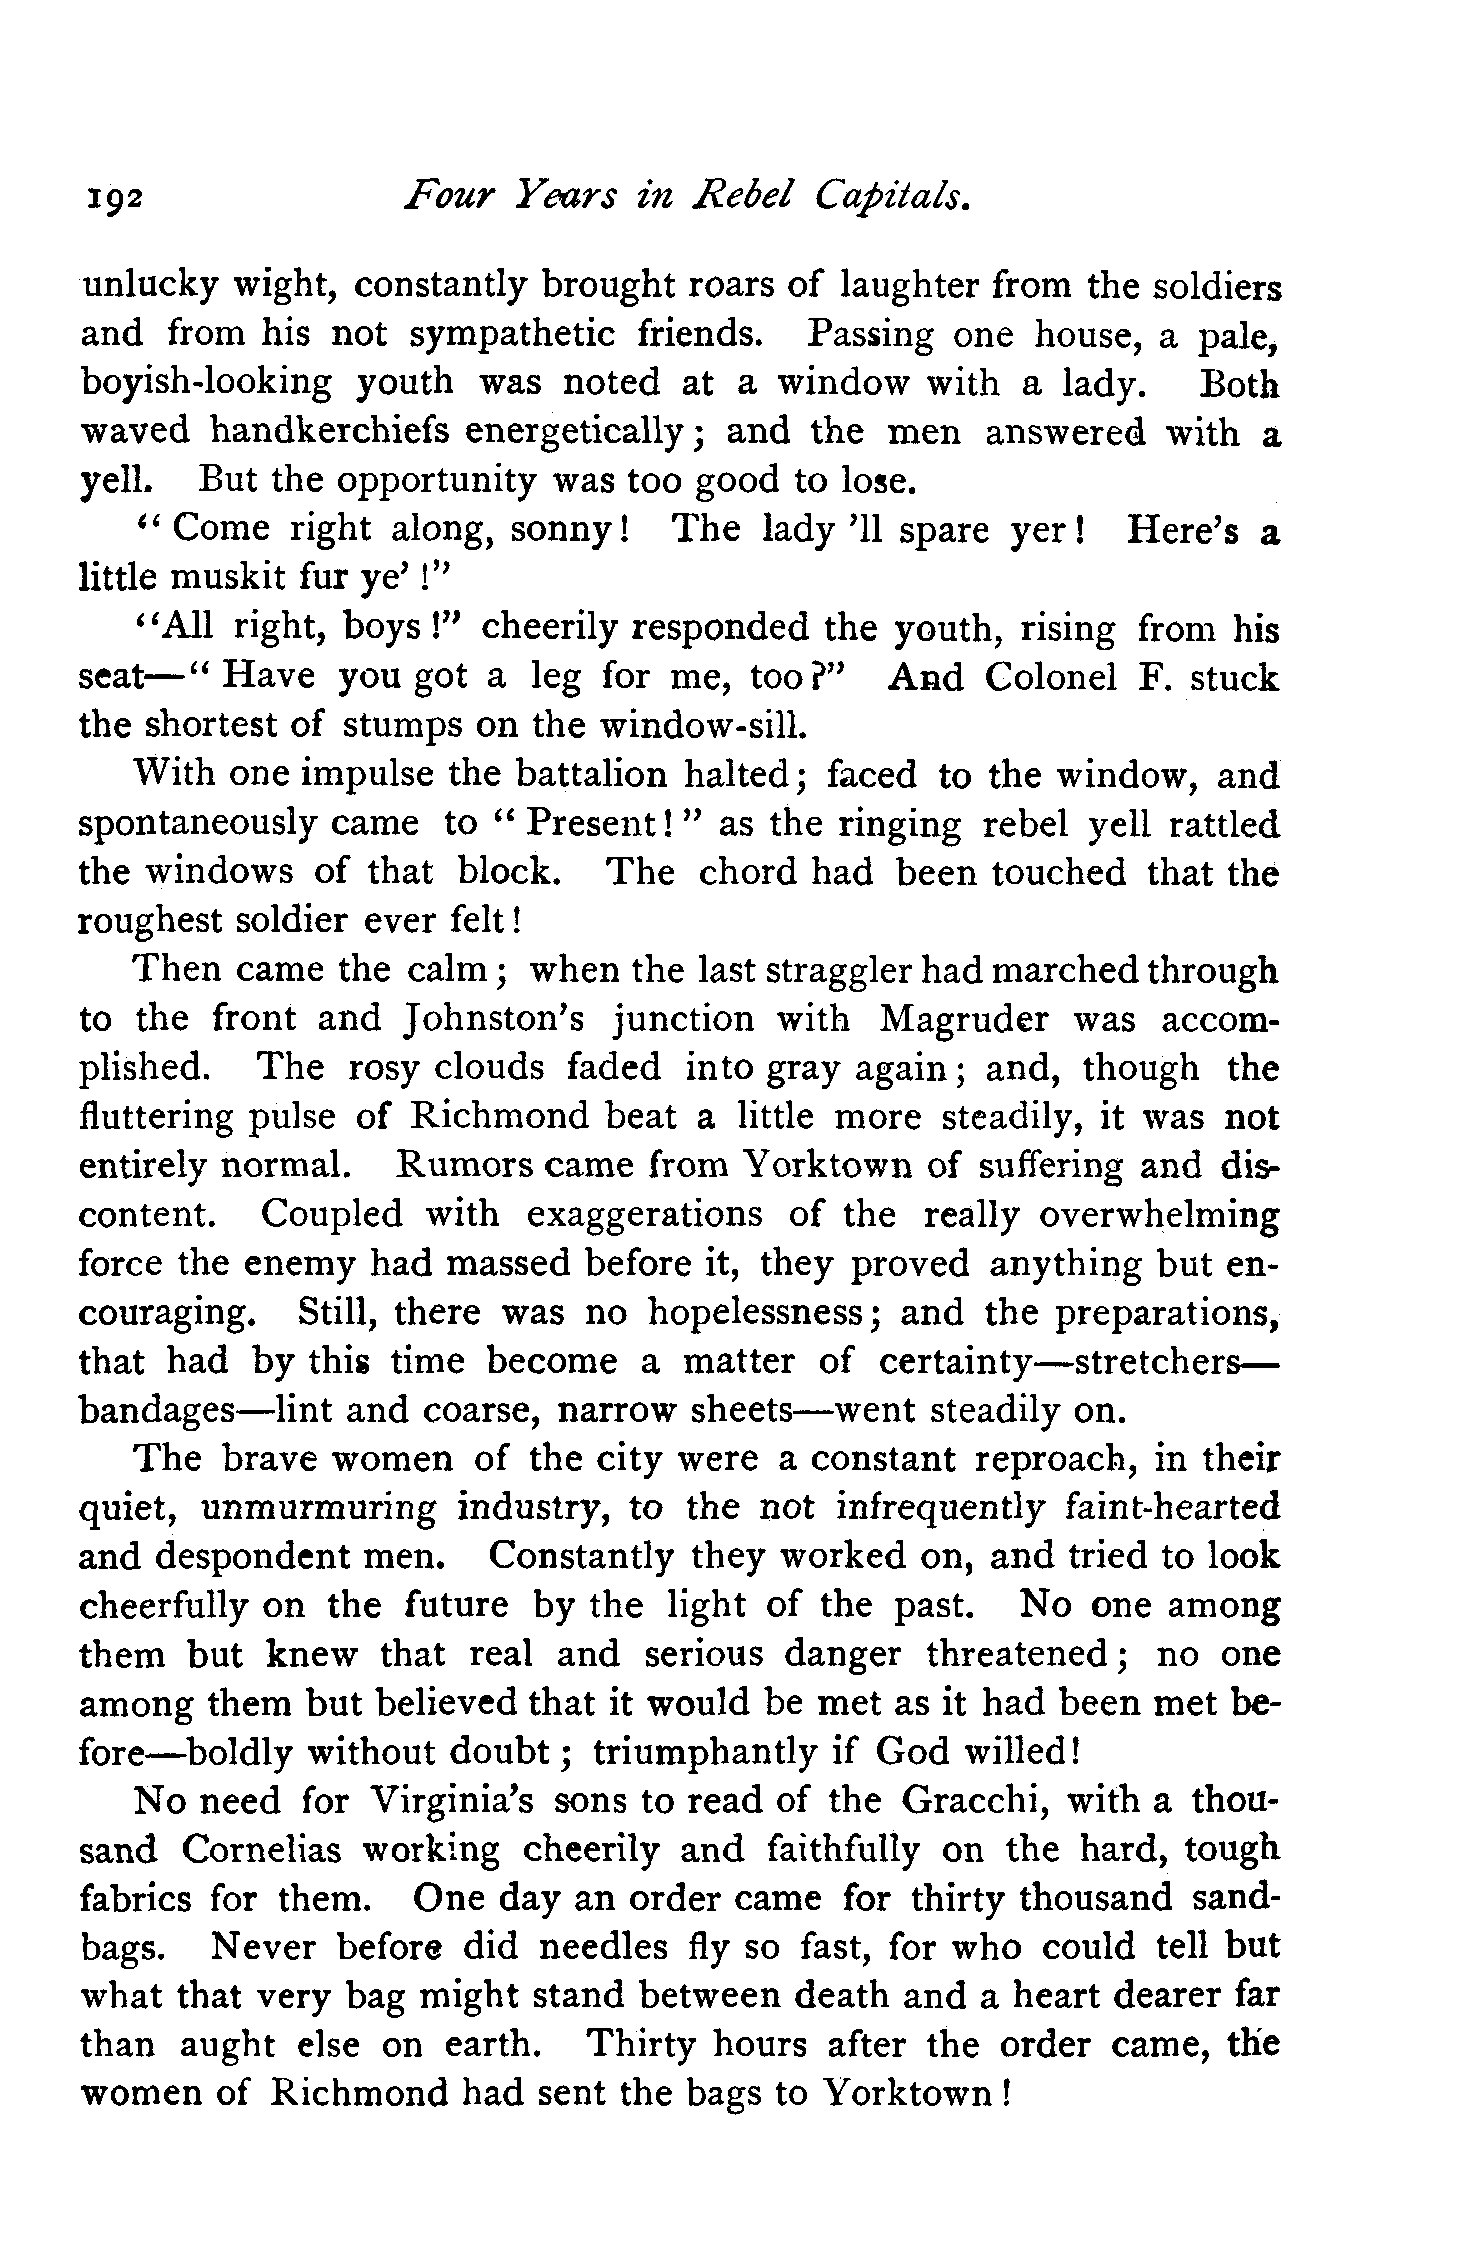 192 Four Years in Rebel Capitals.
unlucky wight, constantly brought roars of laughter from the soldiers
and from his not sympathetic friends. Passing one house, a pale,
boyish-looking youth was noted at a window with a lady. Both
waved handkerchiefs energetically; and the men answered with a
yell. But the opportunity was too good to lose.
"Come right along, sonny! The lady 'll spare yer! Here's a
little muskit fur ye'!"
"All right, boys!" cheerily responded the youth, rising from his
seat—"Have you got a leg for me, too?" And Colonel F. stuck
the shortest of stumps on the window-sill.
With one impulse the battalion halted; faced to the window, and
spontaneously came to "Present!" as the ringing rebel yell rattled
the windows of that block. The chord had been touched that the
roughest soldier ever felt!
Then came the calm; when the last straggler had marched through
to the front and Johnston's junction with Magruder was accom-
plished. The rosy clouds faded into gray again; and, though the
fluttering pulse of Richmond beat a little more steadily, it was not
entirely normal. Rumors came from Yorktown of suffering and dis-
content. Coupled with exaggerations of the really overwhelming
force the enemy had massed before it, they proved anything but en-
couraging. Still, there was no hopelessness; and the preparations,
that had by this time become a matter of certainty—stretchers—
bandages—lint and coarse, narrow sheets—went steadily on.
The brave women of the city were a constant reproach, in their
quiet, unmurmuring industry, to the not infrequently faint-hearted
and despondent men. Constantly they worked on, and tried to look
cheerfully on the future by the light of the past. No one among
them but knew that real and serious danger threatened; no one
among them but believed that it would be met as it had been met be-
fore—boldly without doubt; triumphantly if God willed!
No need for Virginia's sons to read of the Gracchi, with a thou-
sand Cornelias working cheerily and faithfully on the hard, tough
fabrics for them. One day an order came for thirty thousand sand-
bags. Never before did needles fly so fast, for who could tell but
what that very bag might stand between death and a heart dearer far
than aught else on earth. Thirty hours after the order came, the
women of Richmond had sent the bags to Yorktown!